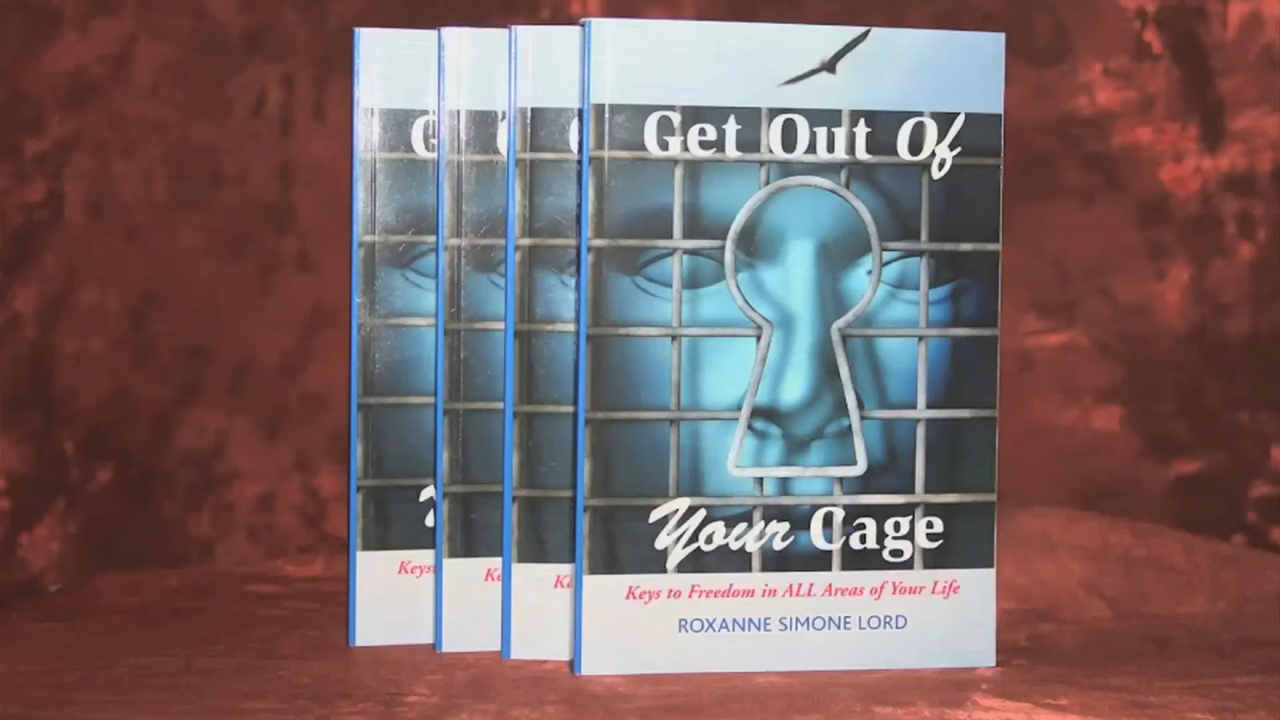 Get Out Of
Your Cage
Keys to Freedom in ALL Areas of Your Life
ROXANNE SIMONE LORD